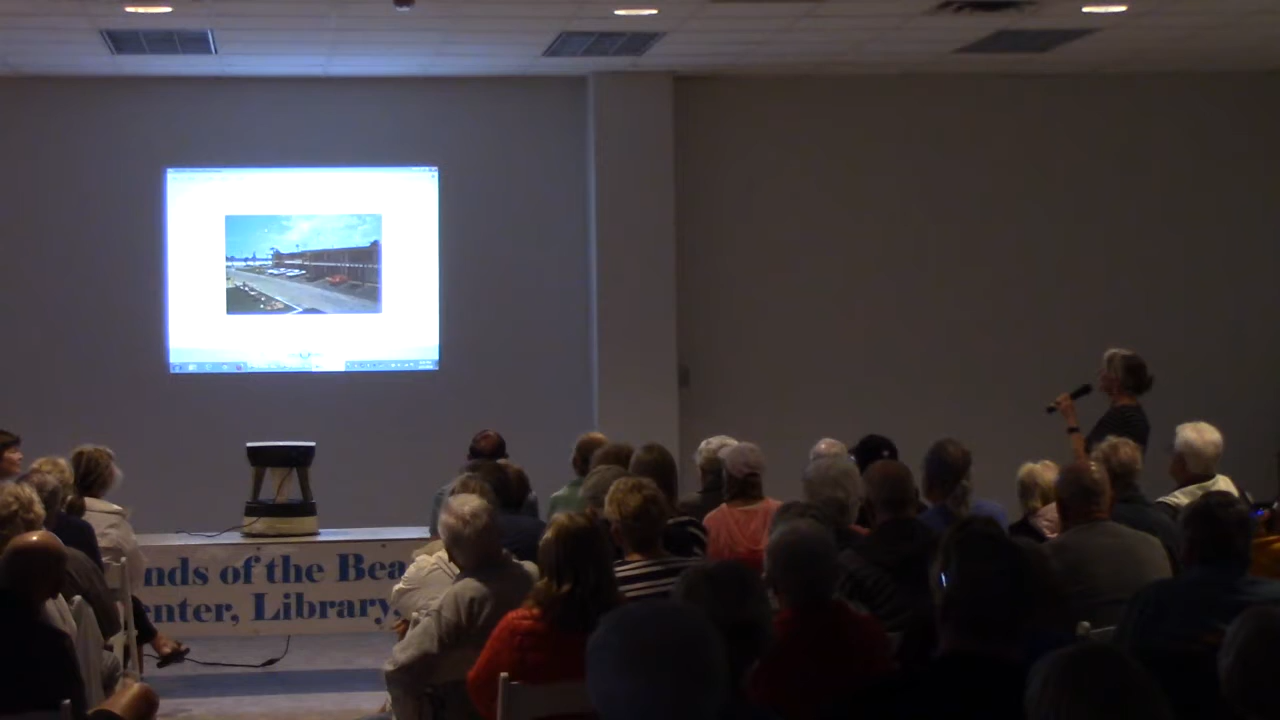 nds of the Bea
enter, Library,